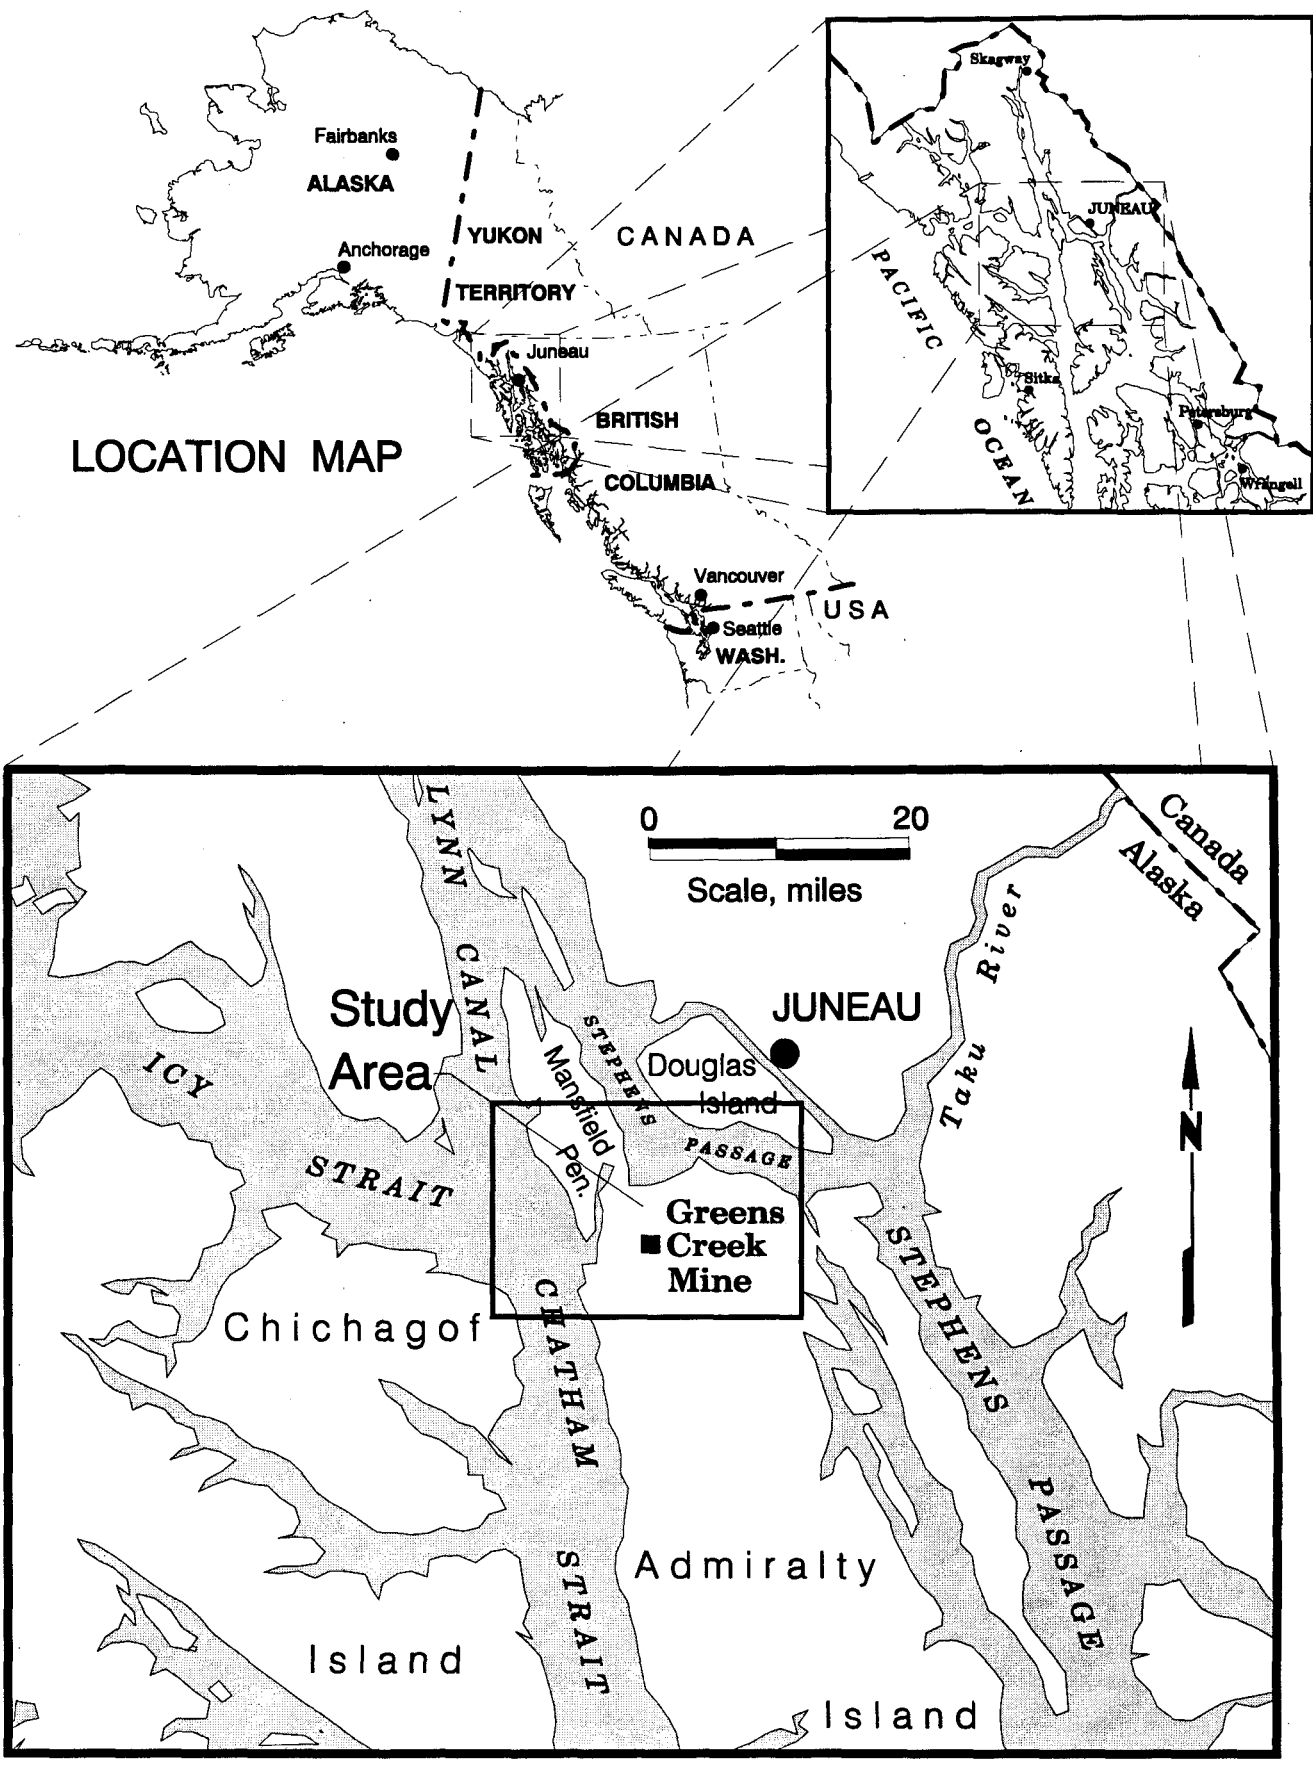 Fairbanks
ALASKA
Anchorage
YUKON
TERRITORY
CANADA
Juneau
BRITISH
COLUMBIA
LOCATION MAP
Vancouver
USA
Seattle
WASH.
Skagway
JUNEAU
PACIFIC
OCEAN
Sitka
Petersburg
Wrangell
LYNN
CANAL
0 20
Scale, miles
Canada
Alaska
Taku River
Study
Area
JUNEAU
ICY
STRAIT
Mansfield
Pen.
STEPHENS
PASSAGE
Douglas
Island
N
Greens
Creek
Mine
STEPHENS
PASSAGE
Chichagof
Island
CHATHAM
STRAIT
Admiralty
Island